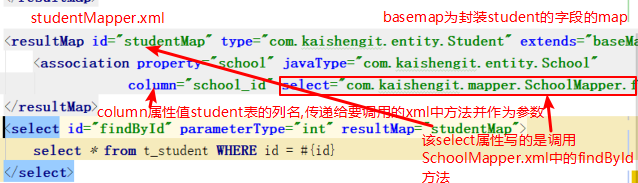 studentMapper.xml
basemap为封装student的字段的map
<resultMap id="studentMap" type="com.kaishengit.entity.Student" extends="baseMa
<association property="school" javaType="com.kaishengit.entity.School"
column="school_id" select="com.kaishengit.mapper.SchoolMapper.f
</resultMap>
column属性值student表的列名,传递给要调用的xml中方法并作为参数
<select id="findById" parameterType="int" resultMap="studentMap">
select * from t_student WHERE id = #{id}
</select>
该select属性写的是调用
SchoolMapper.xml中的findById
方法